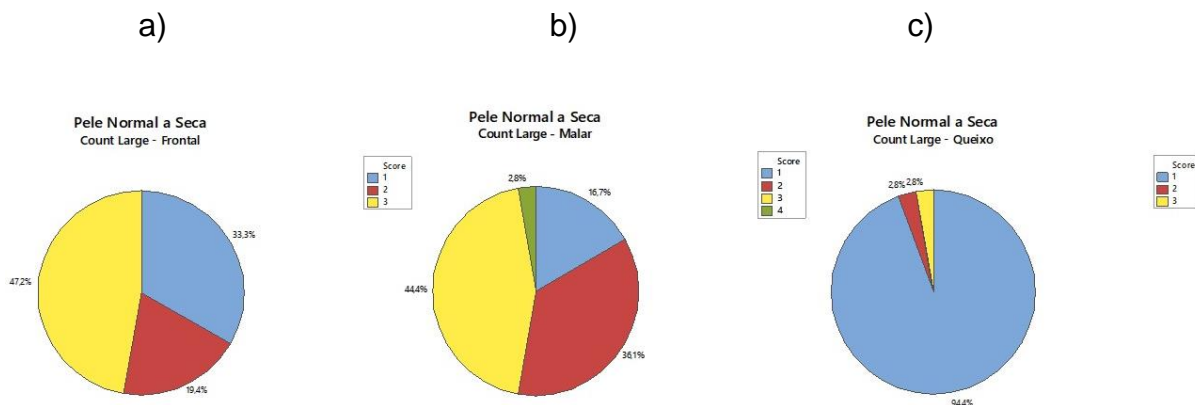 a)
b)
c)
Pele Normal a Seca
Count Large - Frontal
Score
1
2
3
33,3%
19,4%
47,2%
Pele Normal a Seca
Count Large - Malar
Score
1
2
3
4
2,8%
16,7%
36,1%
44,4%
Pele Normal a Seca
Count Large - Queixo
Score
1
2
3
2,8%
2,8%
94,4%